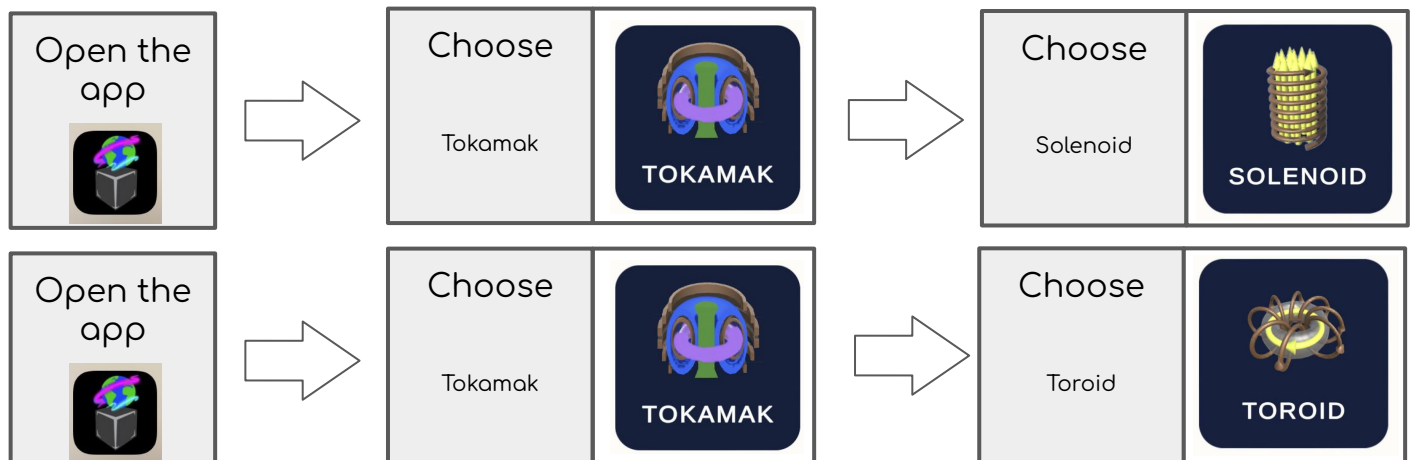 Open the
app
Choose
Tokamak
TOKAMAK
Choose
Solenoid
SOLENOID
Open the
app
Choose
Tokamak
TOKAMAK
Choose
Toroid
TOROID